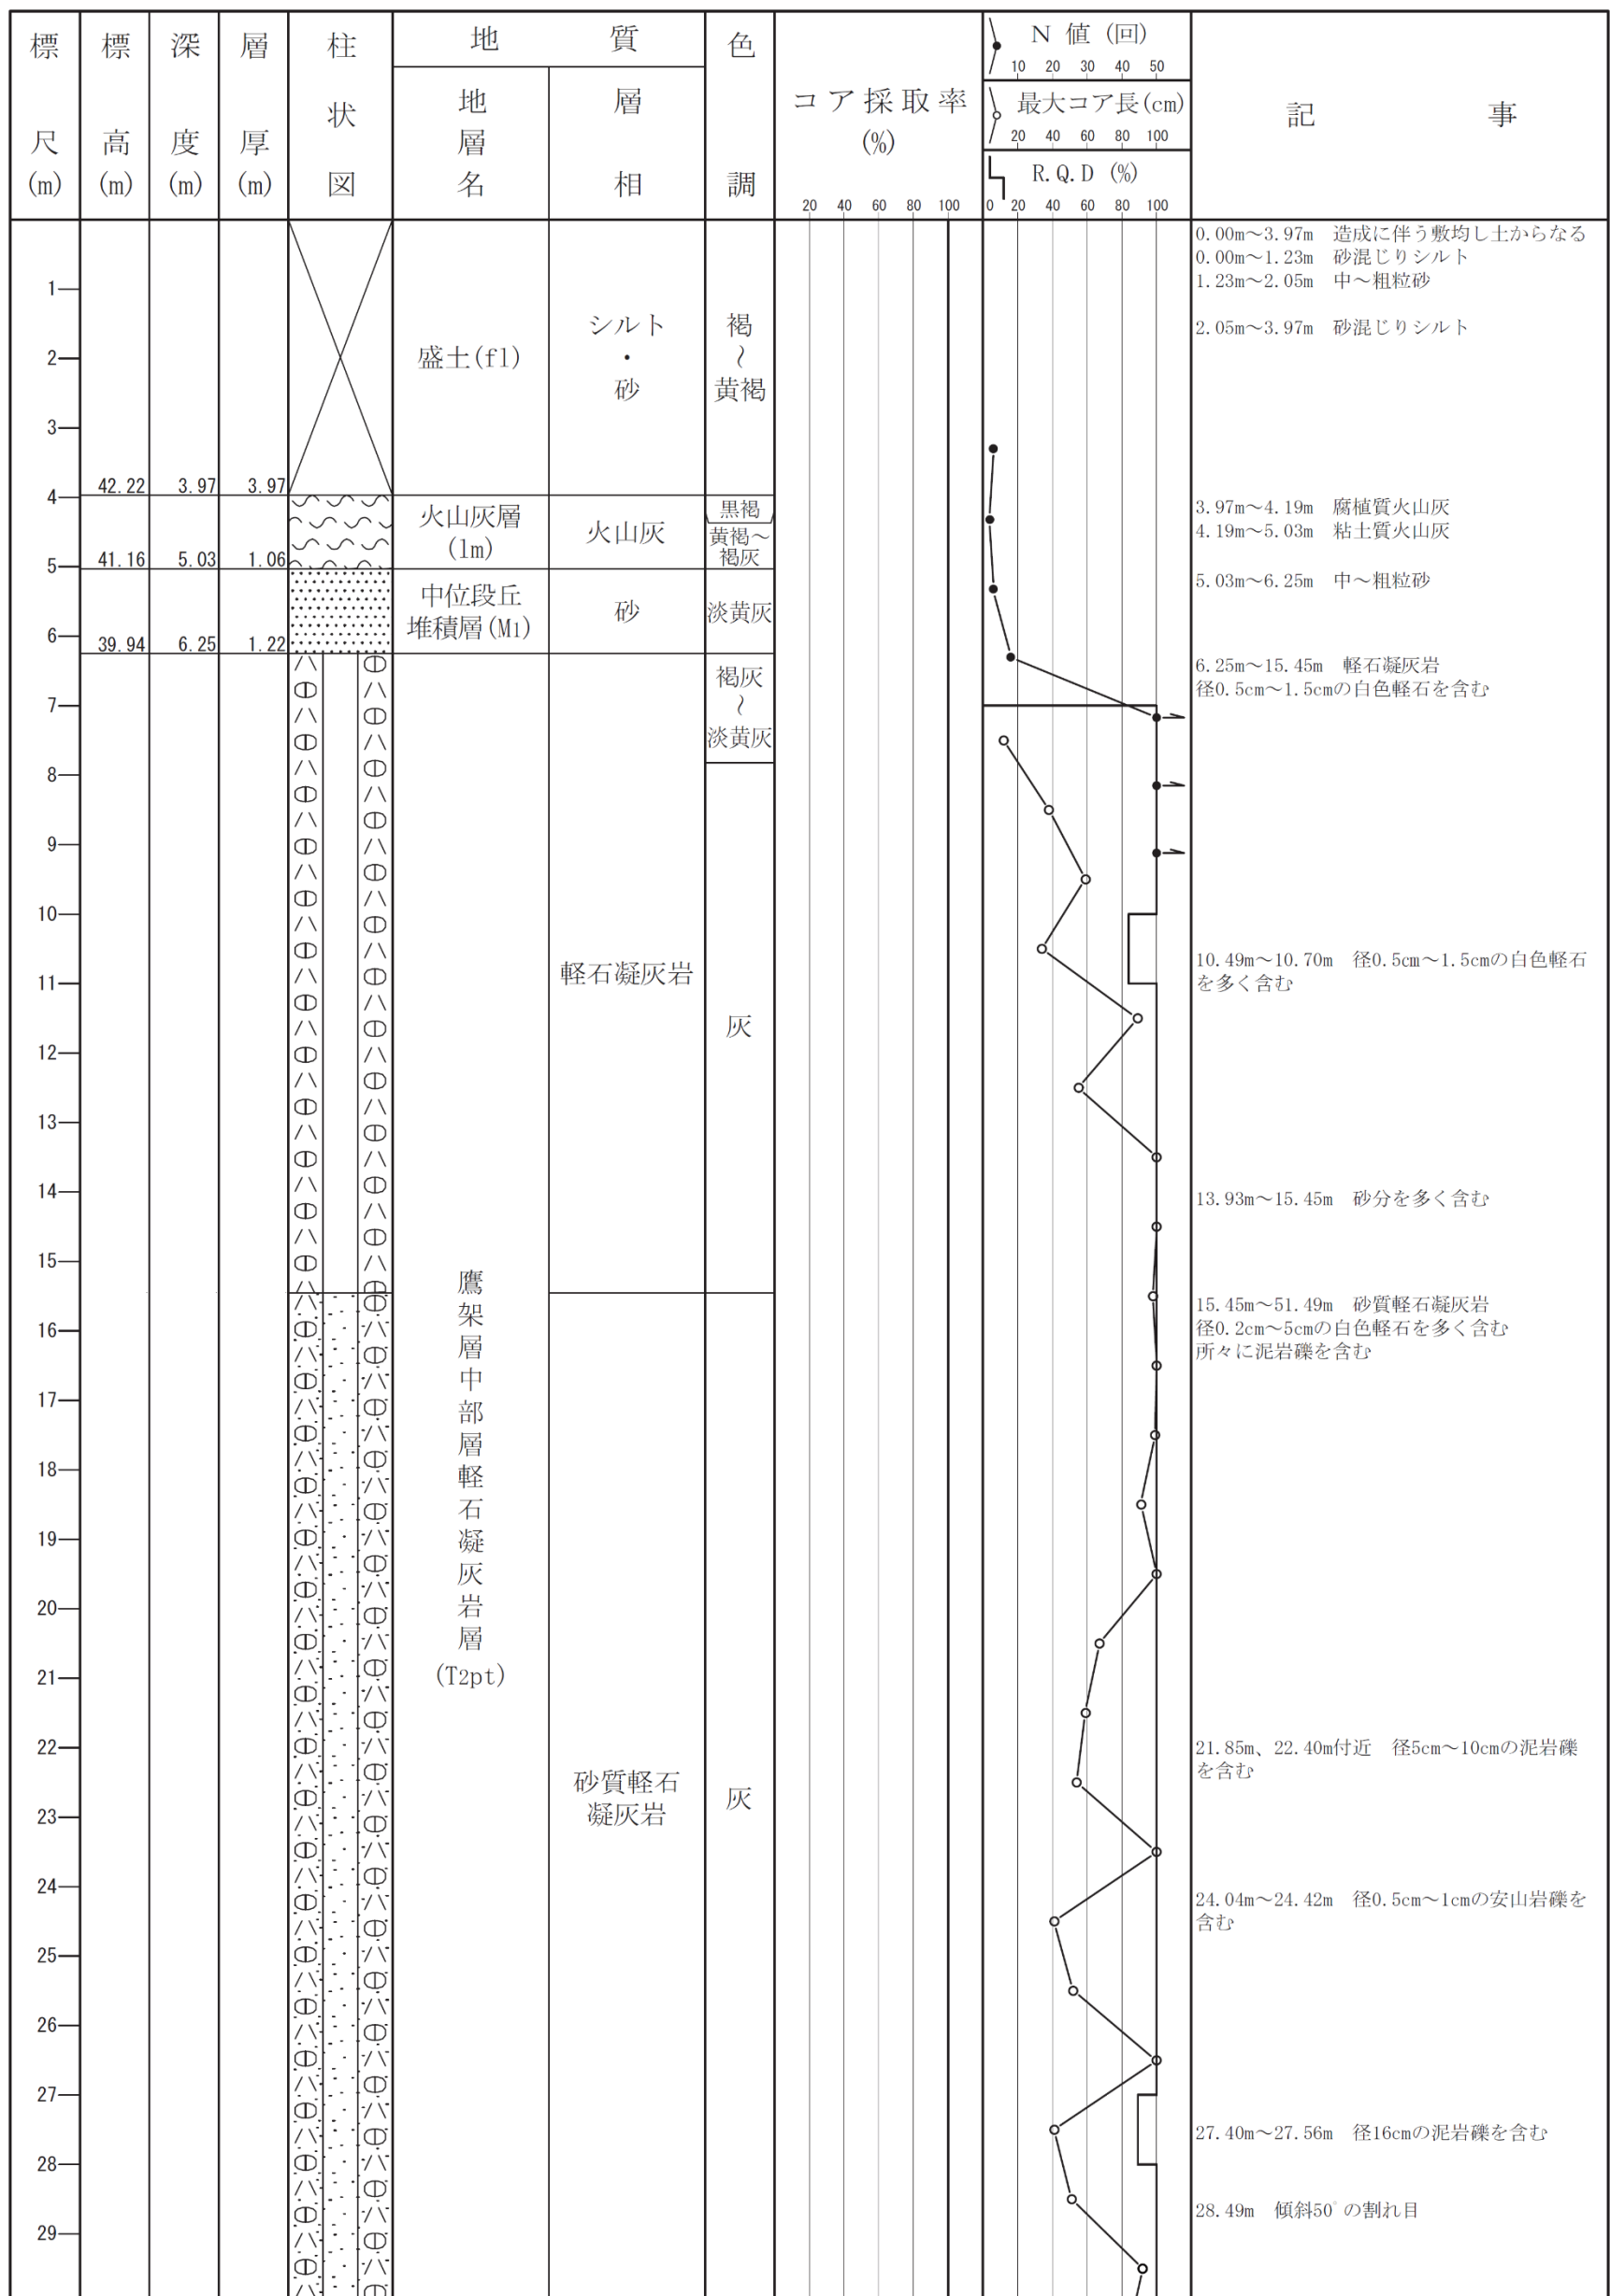 標尺(m)
標高(m)
深度(m)
層厚(m)
柱状図
地質
地層名
層相
色調
コア採取率
(%)
20 40 60 80 100
N 値 (回)
10 20 30 40 50
最大コア長(cm)
20 40 60 80 100
R.Q.D (%)
0 20 40 60 80 100
記事
1
2
3
4
5
6
7
8
9
10
11
12
13
14
15
16
17
18
19
20
21
22
23
24
25
26
27
28
29
42.22 3.97 3.97
41.16 5.03 1.06
39.94 6.25 1.22
盛土(fl)
火山灰層
(lm)
中位段丘
堆積層(M1)
鷹架層中部層軽石凝灰岩層
(T2pt)
シルト
・
砂
火山灰
砂
軽石凝灰岩
砂質軽石
凝灰岩
褐
〜
黄褐
黒褐
黄褐〜
褐灰
淡黄灰
褐灰
〜
淡黄灰
灰
灰
0.00m〜3.97m 造成に伴う敷均し土からなる
0.00m〜1.23m 砂混じりシルト
1.23m〜2.05m 中〜粗粒砂
2.05m〜3.97m 砂混じりシルト
3.97m〜4.19m 腐植質火山灰
4.19m〜5.03m 粘土質火山灰
5.03m〜6.25m 中〜粗粒砂
6.25m〜15.45m 軽石凝灰岩
径0.5cm〜1.5cmの白色軽石を含む
10.49m〜10.70m 径0.5cm〜1.5cmの白色軽石
を多く含む
13.93m〜15.45m 砂分を多く含む
15.45m〜51.49m 砂質軽石凝灰岩
径0.2cm〜5cmの白色軽石を多く含む
所々に泥岩礫を含む
21.85m、22.40m付近 径5cm〜10cmの泥岩礫
を含む
24.04m〜24.42m 径0.5cm〜1cmの安山岩礫を
含む
27.40m〜27.56m 径16cmの泥岩礫を含む
28.49m 傾斜50°の割れ目